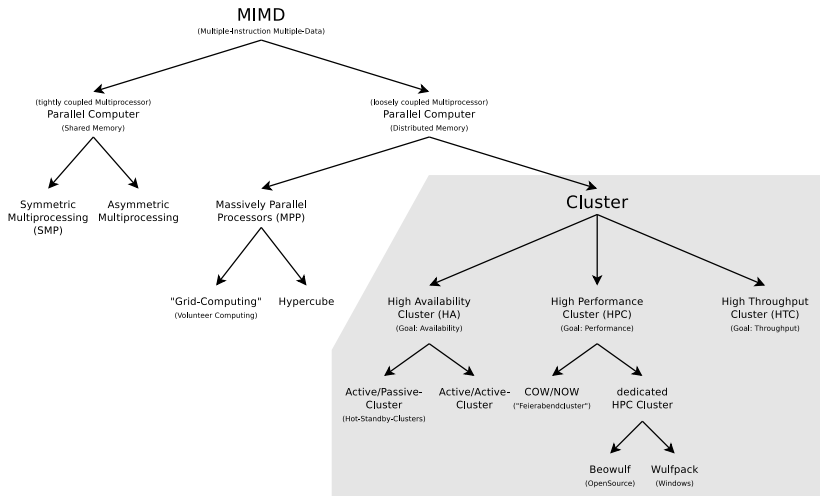 MIMD
(Multiple-Instruction Multiple-Data)
(tightly coupled Multiprocessor)
Parallel Computer
(Shared Memory)
(loosely coupled Multiprocessor)
Parallel Computer
(Distributed Memory)
Symmetric
Multiprocessing
(SMP)
Asymmetric
Multiprocessing
Massively Parallel
Processors (MPP)
Cluster
"Grid-Computing"
(Volunteer Computing)
Hypercube
High Availability
Cluster (HA)
(Goal: Availability)
High Performance
Cluster (HPC)
(Goal: Performance)
High Throughput
Cluster (HTC)
(Goal: Throughput)
Active/Passive-
Cluster
(Hot-Standby-Clusters)
Active/Active-
Cluster
COW/NOW
("Feierabendcluster")
dedicated
HPC Cluster
Beowulf
(OpenSource)
Wulfpack
(Windows)